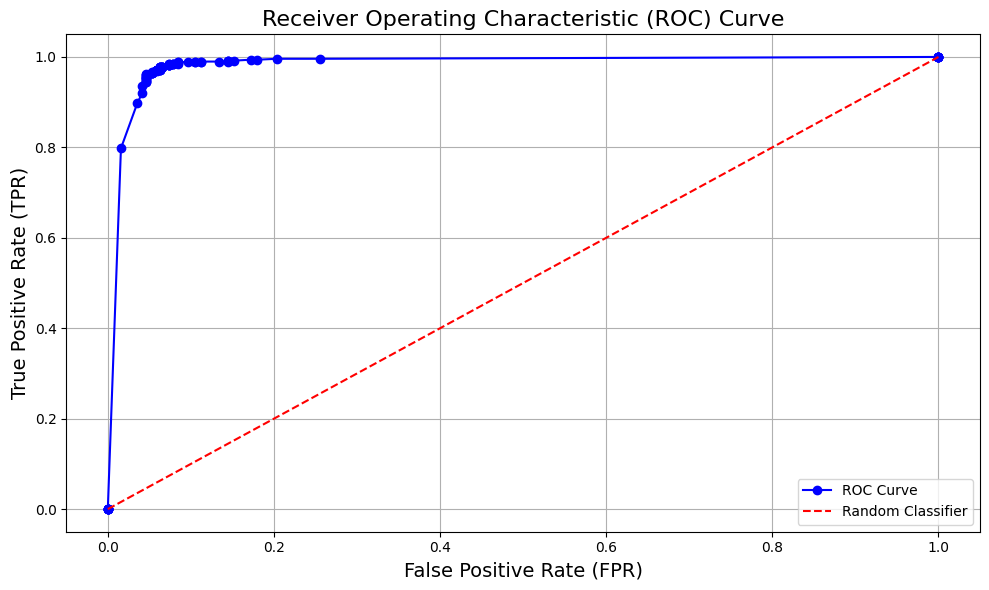 Receiver Operating Characteristic (ROC) Curve
True Positive Rate (TPR)
1.0
0.8
0.6
0.4
0.2
0.0
0.0 0.2 0.4 0.6 0.8 1.0
False Positive Rate (FPR)
ROC Curve
Random Classifier